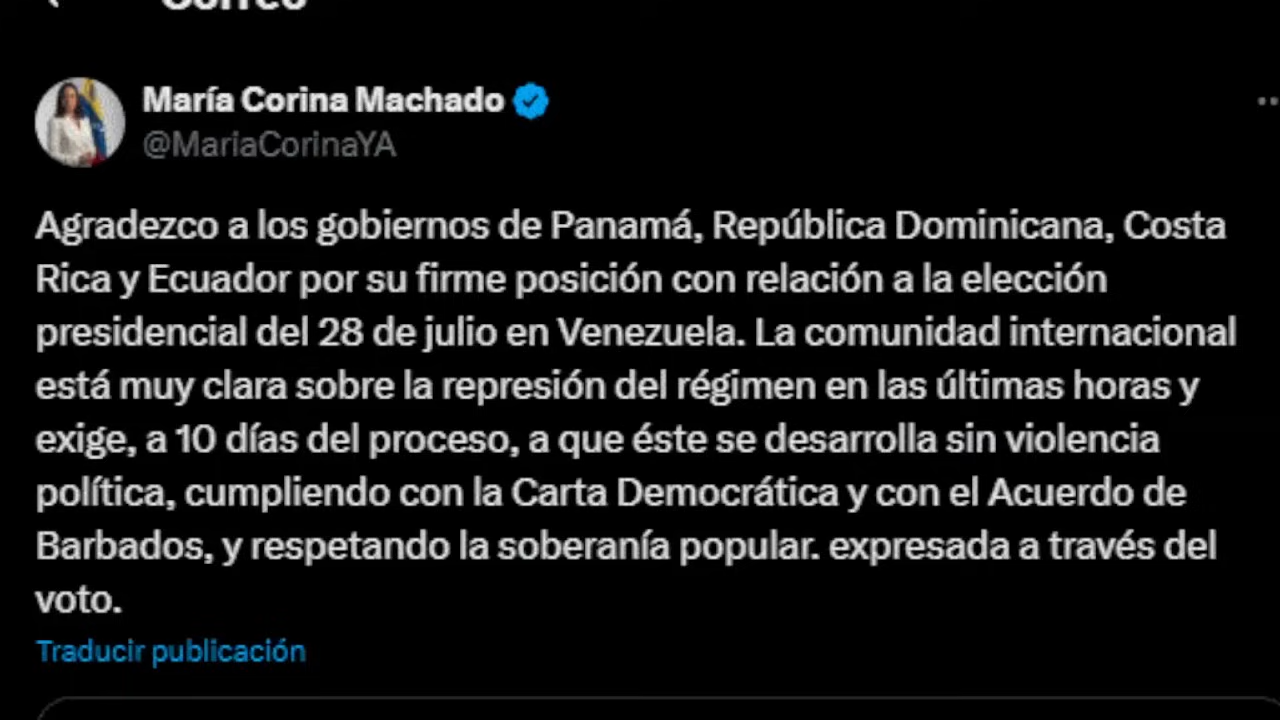 Correo
María Corina Machado
@MariaCorinaYA
Agradezco a los gobiernos de Panamá, República Dominicana, Costa
Rica y Ecuador por su firme posición con relación a la elección
presidencial del 28 de julio en Venezuela. La comunidad internacional
está muy clara sobre la represión del régimen en las últimas horas y
exige, a 10 días del proceso, a que éste se desarrolla sin violencia
política, cumpliendo con la Carta Democrática y con el Acuerdo de
Barbados, y respetando la soberanía popular. expresada a través del
voto.
Traducir publicación